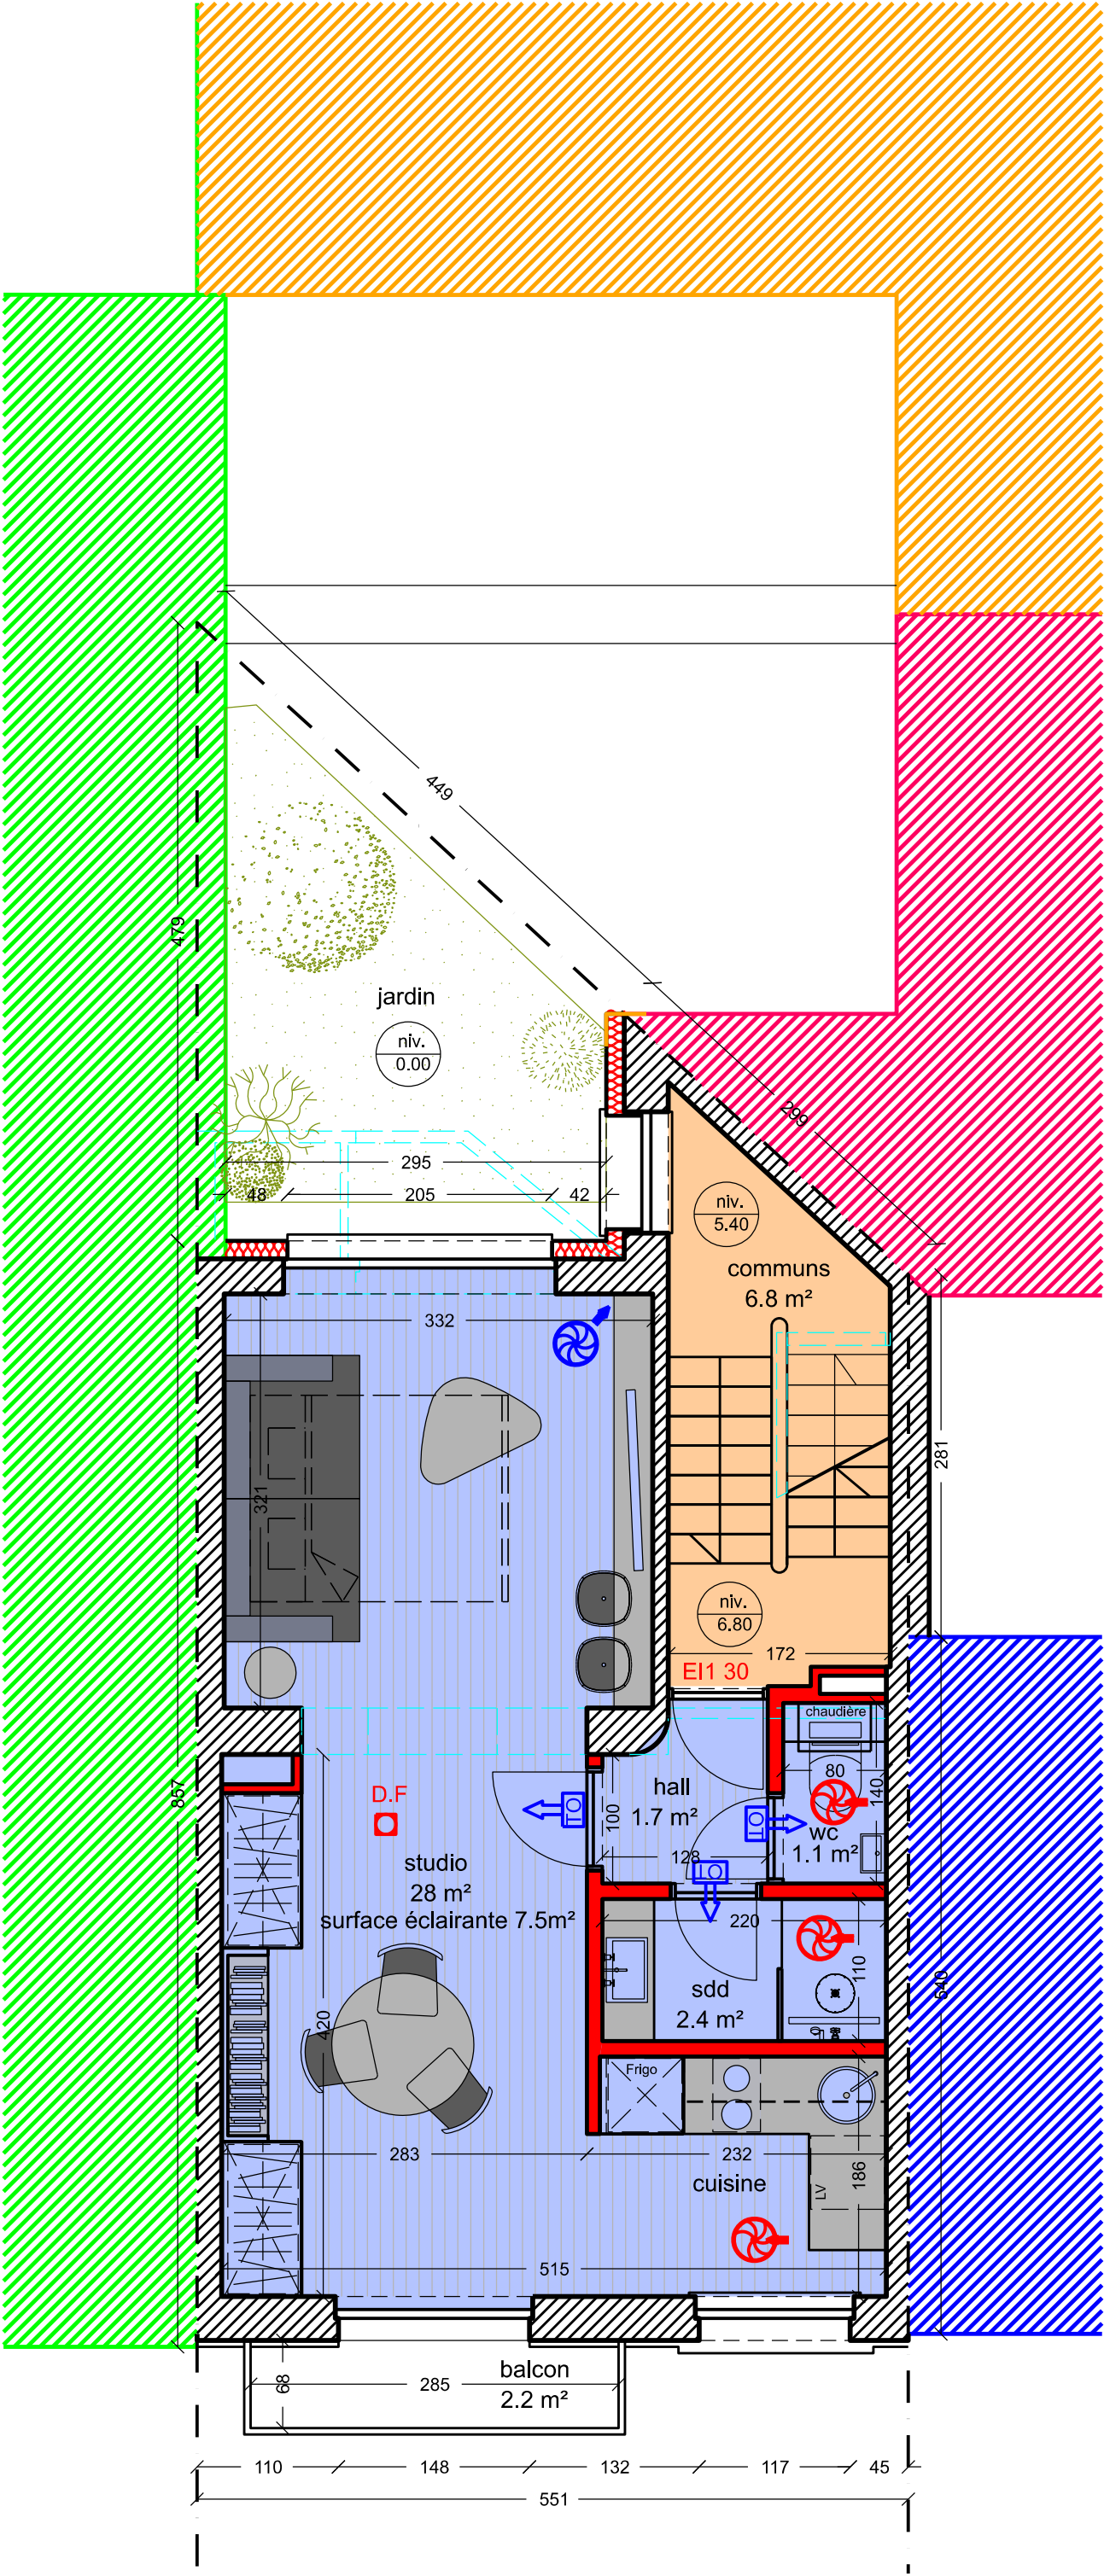 449
479
jardin
niv.
0.00
299
295
48
205
42
niv.
5.40
communs
6.8 m²
332
281
321
niv.
6.80
172
EI1 30
chaudière
80
140
857
D.F
hall
1.7 m²
100
TO
TO
wc
1.1 m²
128
TO
studio
28 m²
surface éclairante 7.5m²
220
110
540
sdd
2.4 m²
420
Frigo
283
232
186
cuisine
LV
515
balcon
2.2 m²
285
68
110
148
132
117
45
551